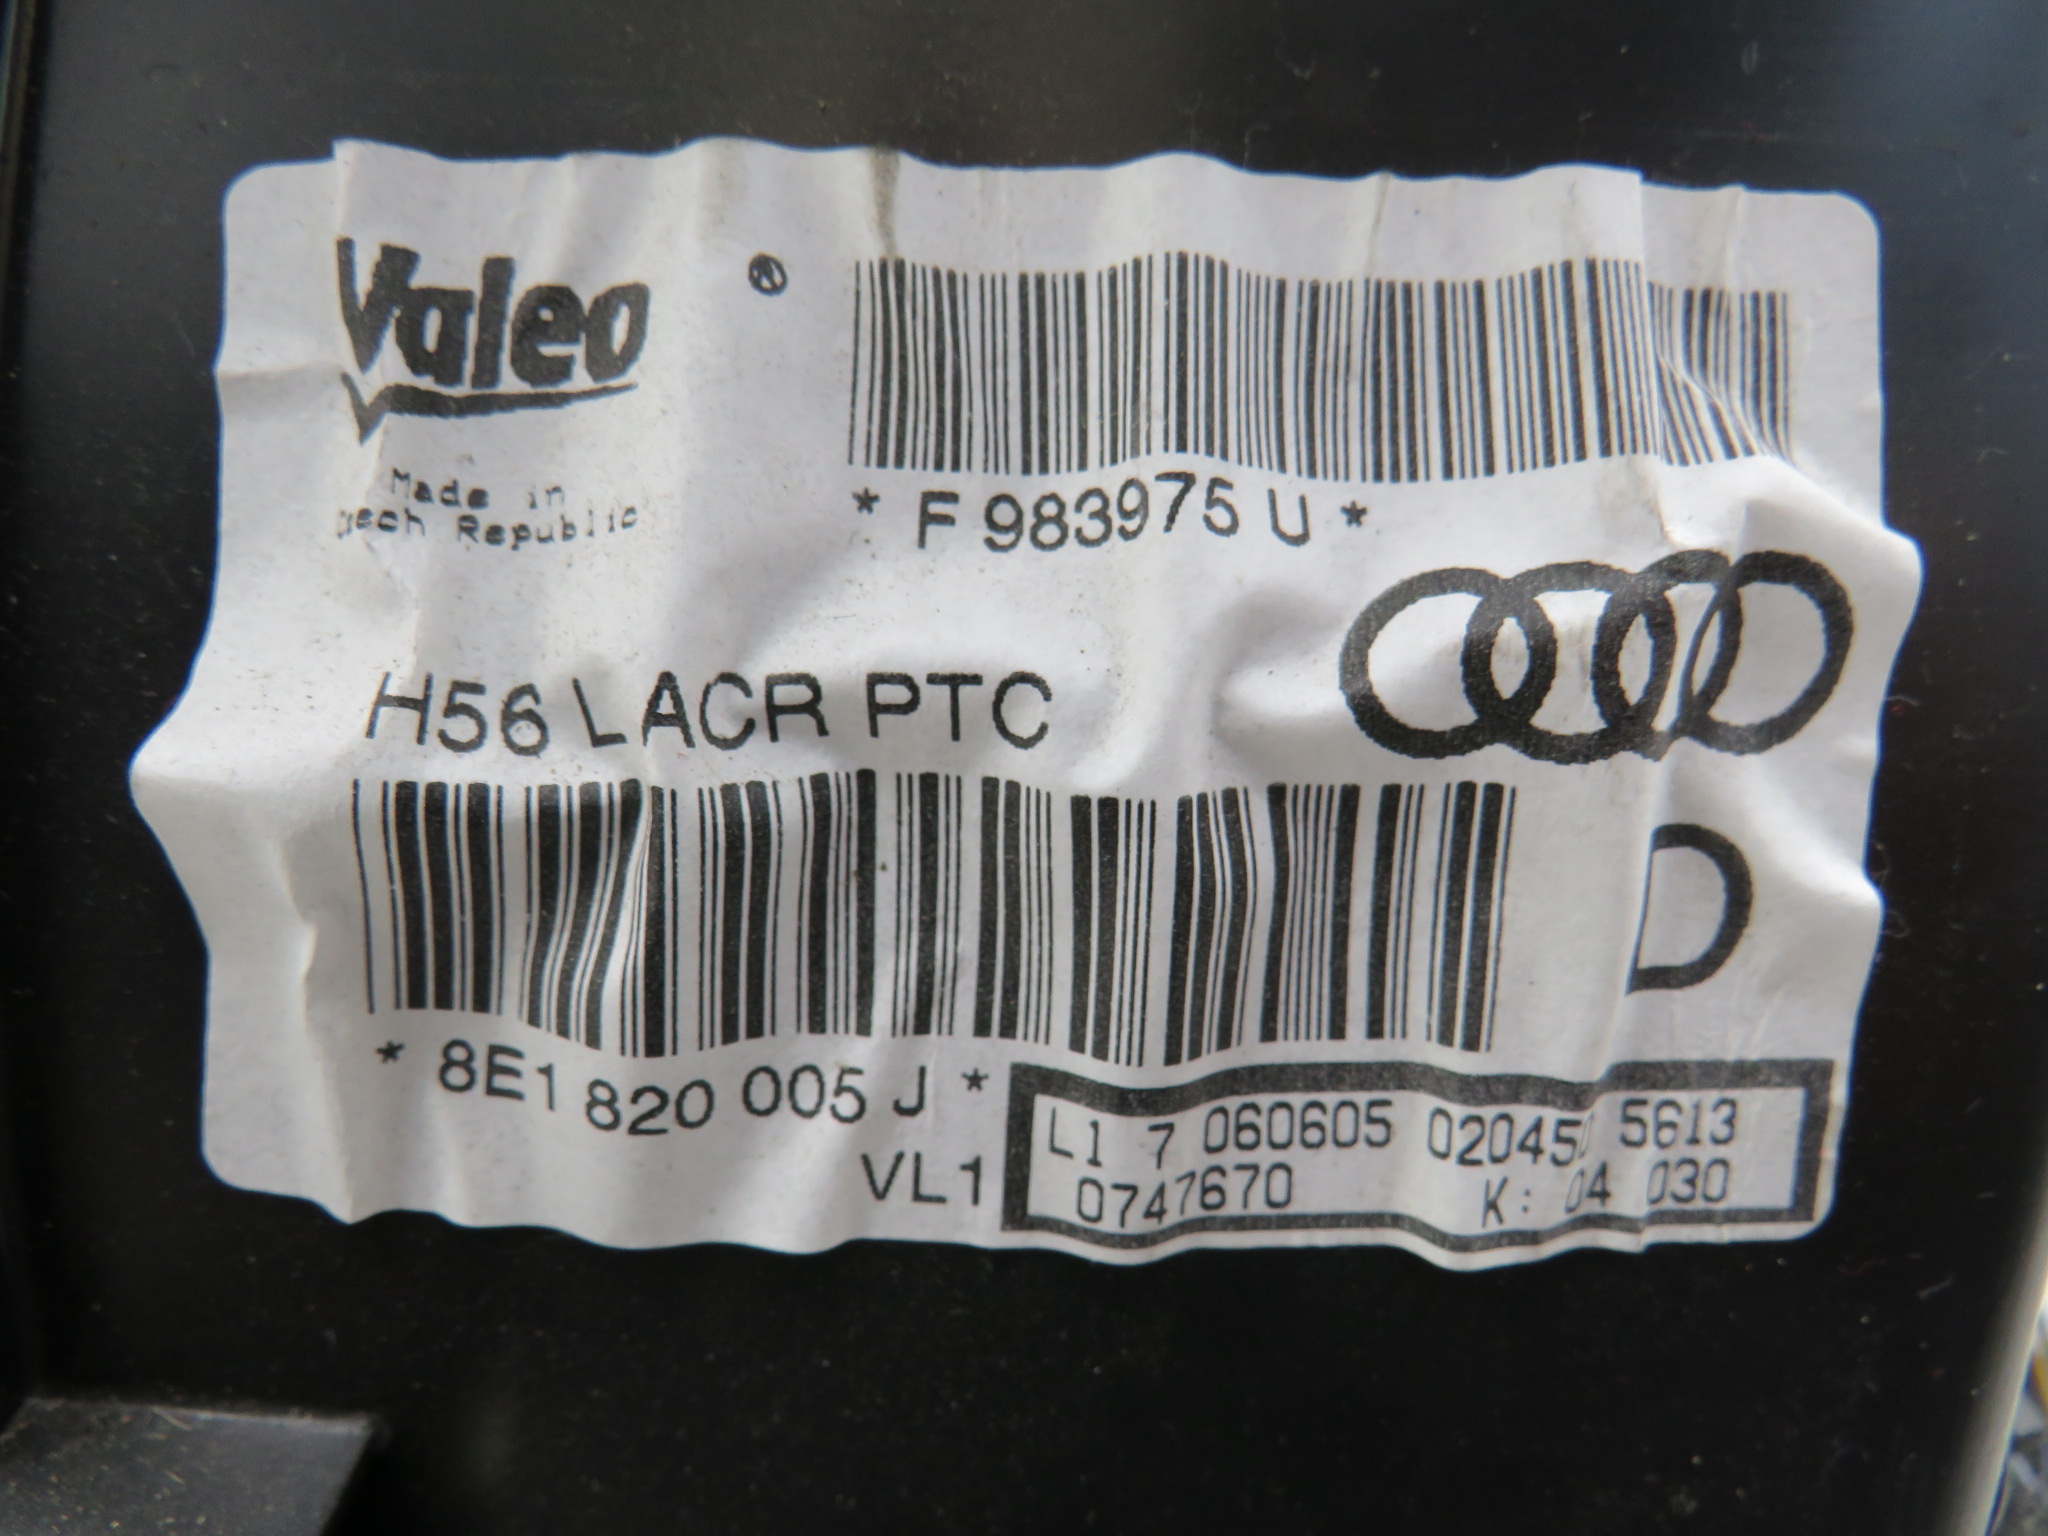 Valeo ®
Made in
Czech Republic
* F 983975 U *
H56 LACR PTC
D
* 8E1 820 005 J *
VL1
L1 7 060605 020450 5613
0747670 K: 04 030